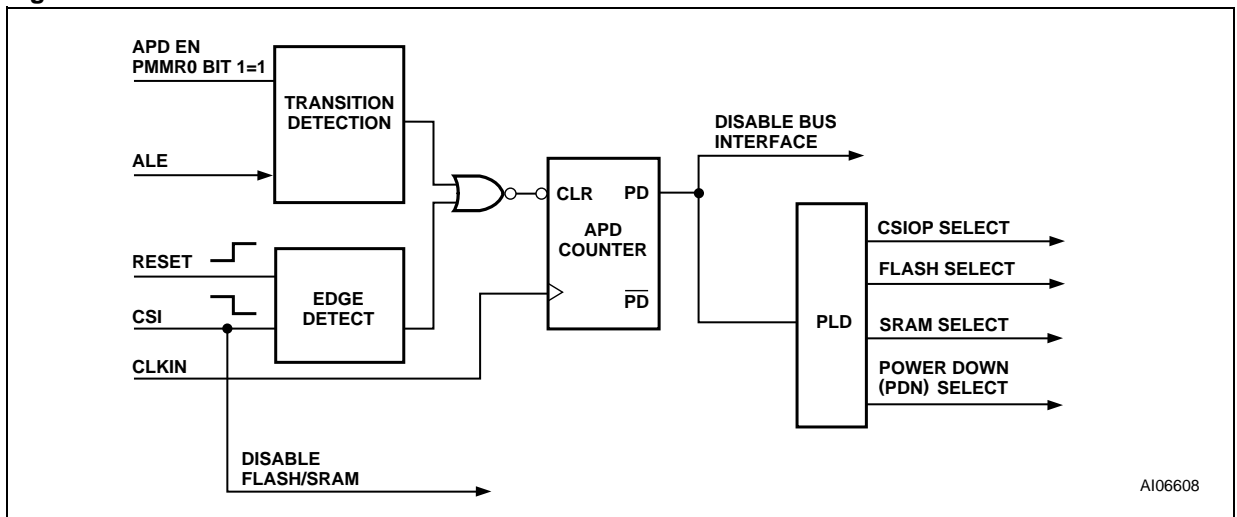 APD EN
PMMR0 BIT 1=1
TRANSITION
DETECTION
ALE
RESET
CSI
EDGE
DETECT
CLKIN
DISABLE
FLASH/SRAM
CLR
PD
APD
COUNTER
PD
DISABLE BUS
INTERFACE
PLD
CSIOP SELECT
FLASH SELECT
SRAM SELECT
POWER DOWN
(PDN) SELECT
AI06608